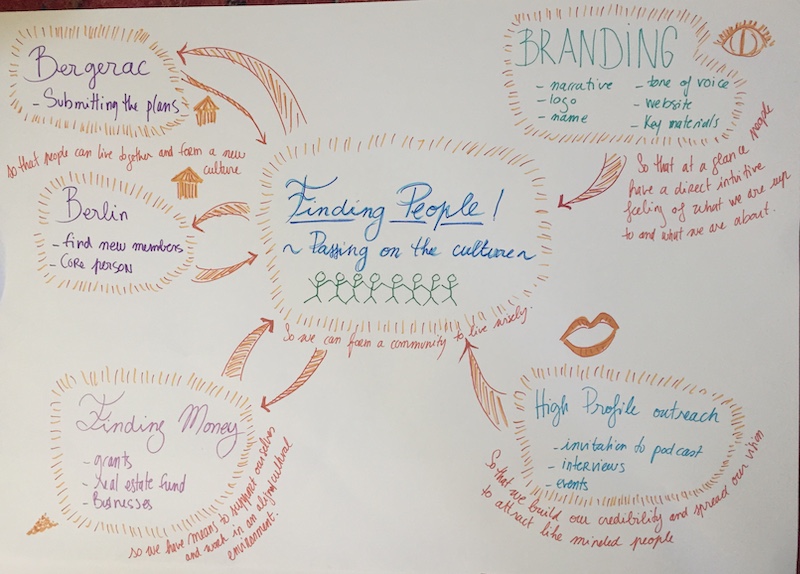 Bergerac
- Submitting the plans
so that people can live together and form a new
culture
Berlin
- find new members
- Core person
Finding People!
~ Passing on the culture ~
So we can form a community to live wisely.
BRANDING
- narrative
- logo
- name
- tone of voice
- website
- Key materials
So that at a glance people
have a direct intuitive
feeling of what we are up
to and what we are about.
Finding Money
- grants
- real estate fund
- Businesses
so we have means to support ourselves
and work in an aligned cultural
environment.
High Profile outreach
- invitation to podcast
- interviews
- events
So that we build our credibility and spread our vision
to attract like minded people